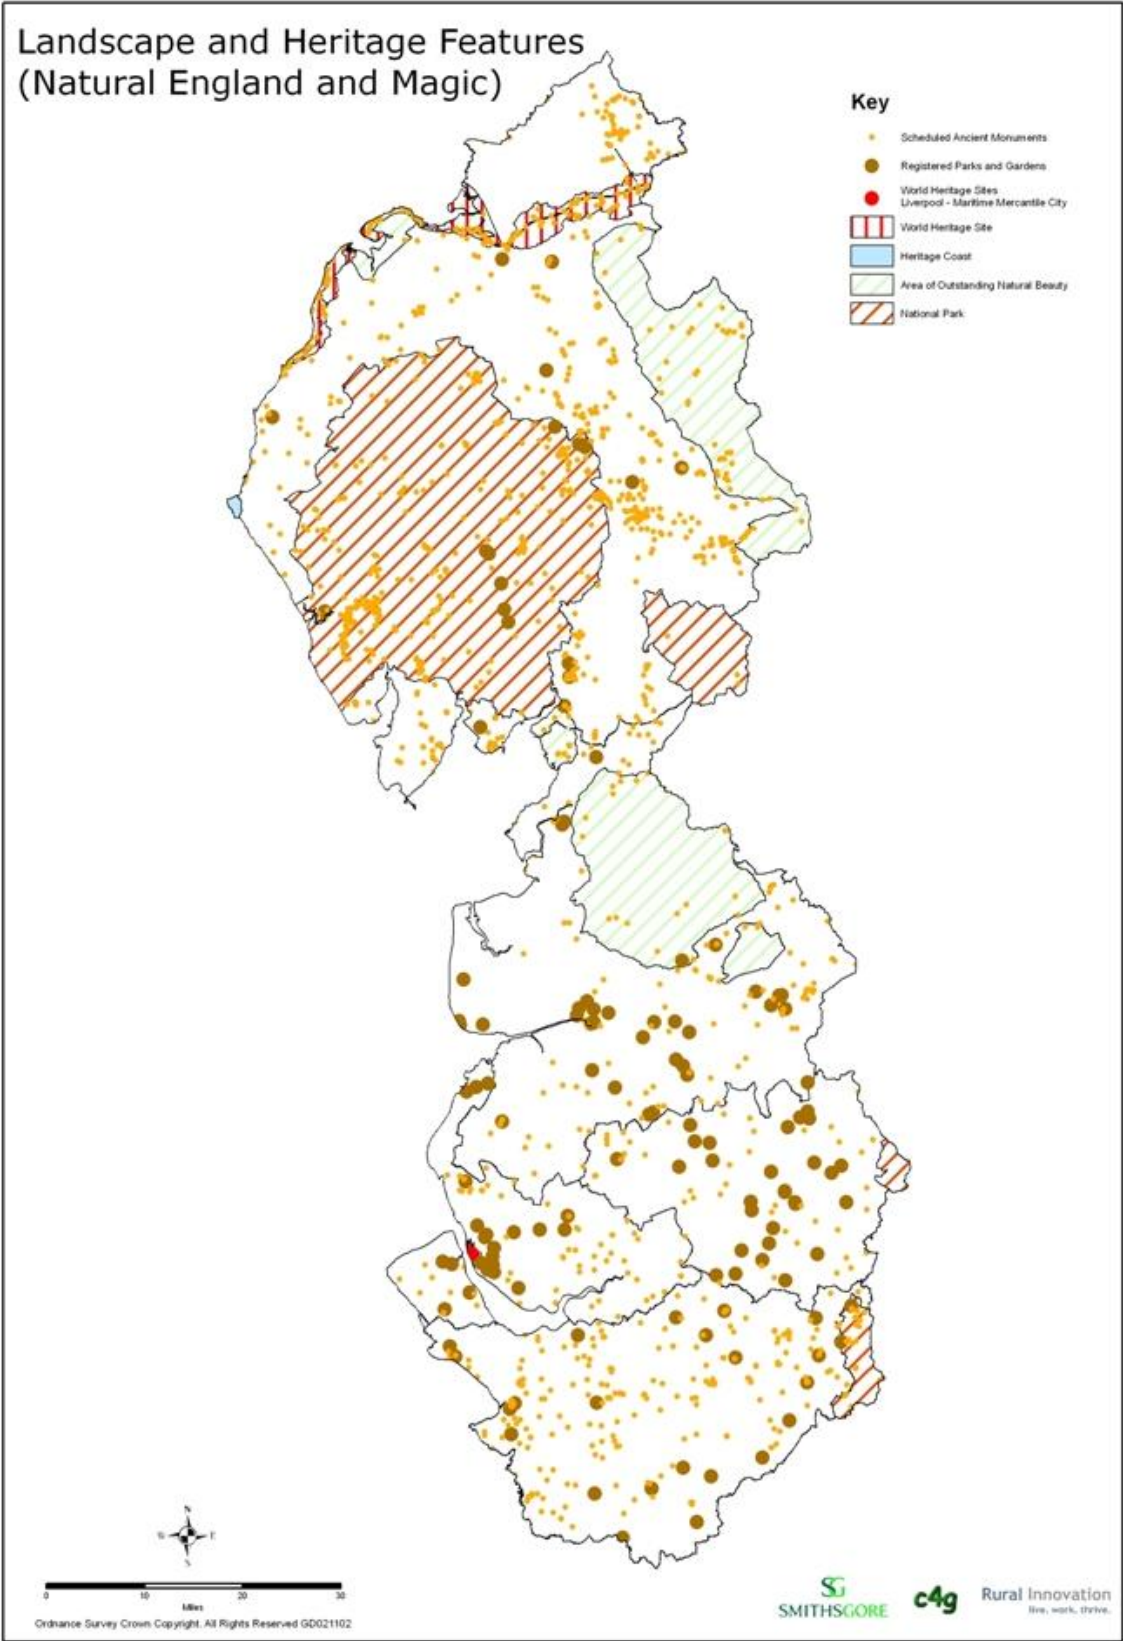 Landscape and Heritage Features
(Natural England and Magic)
Key
Scheduled Ancient Monuments
Registered Parks and Gardens
World Heritage Sites
Liverpool - Maritime Mercantile City
World Heritage Site
Heritage Coast
Area of Outstanding Natural Beauty
National Park
N
W E
S
0 10 20 30
Miles
Ordnance Survey Crown Copyright. All Rights Reserved GD021102
SG
SMITHSGORE
c4g
Rural Innovation
live. work. thrive.